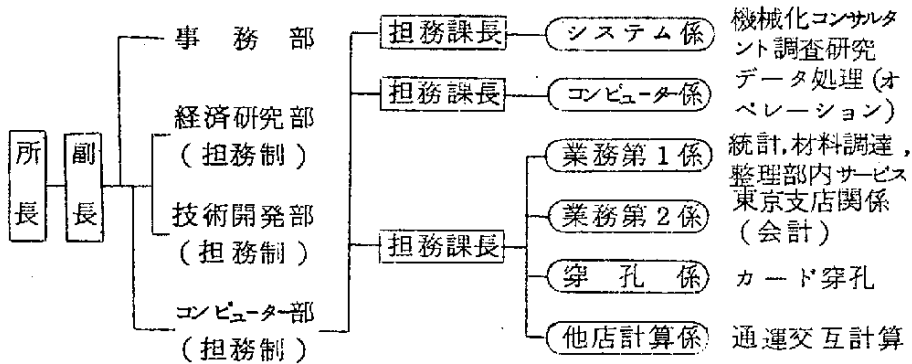 所長
副長
事務部
経済研究部
(担務制)
技術開発部
(担務制)
コンピューター部
(担務制)
担務課長
システム係
機械化コンサルタ
ント調査研究
担務課長
コンピューター係
データ処理(オ
ペレーション)
担務課長
業務第1係
統計,材料調達,
整理部内サービス
業務第2係
東京支店関係
(会計)
穿孔係
カード穿孔
他店計算係
通運交互計算